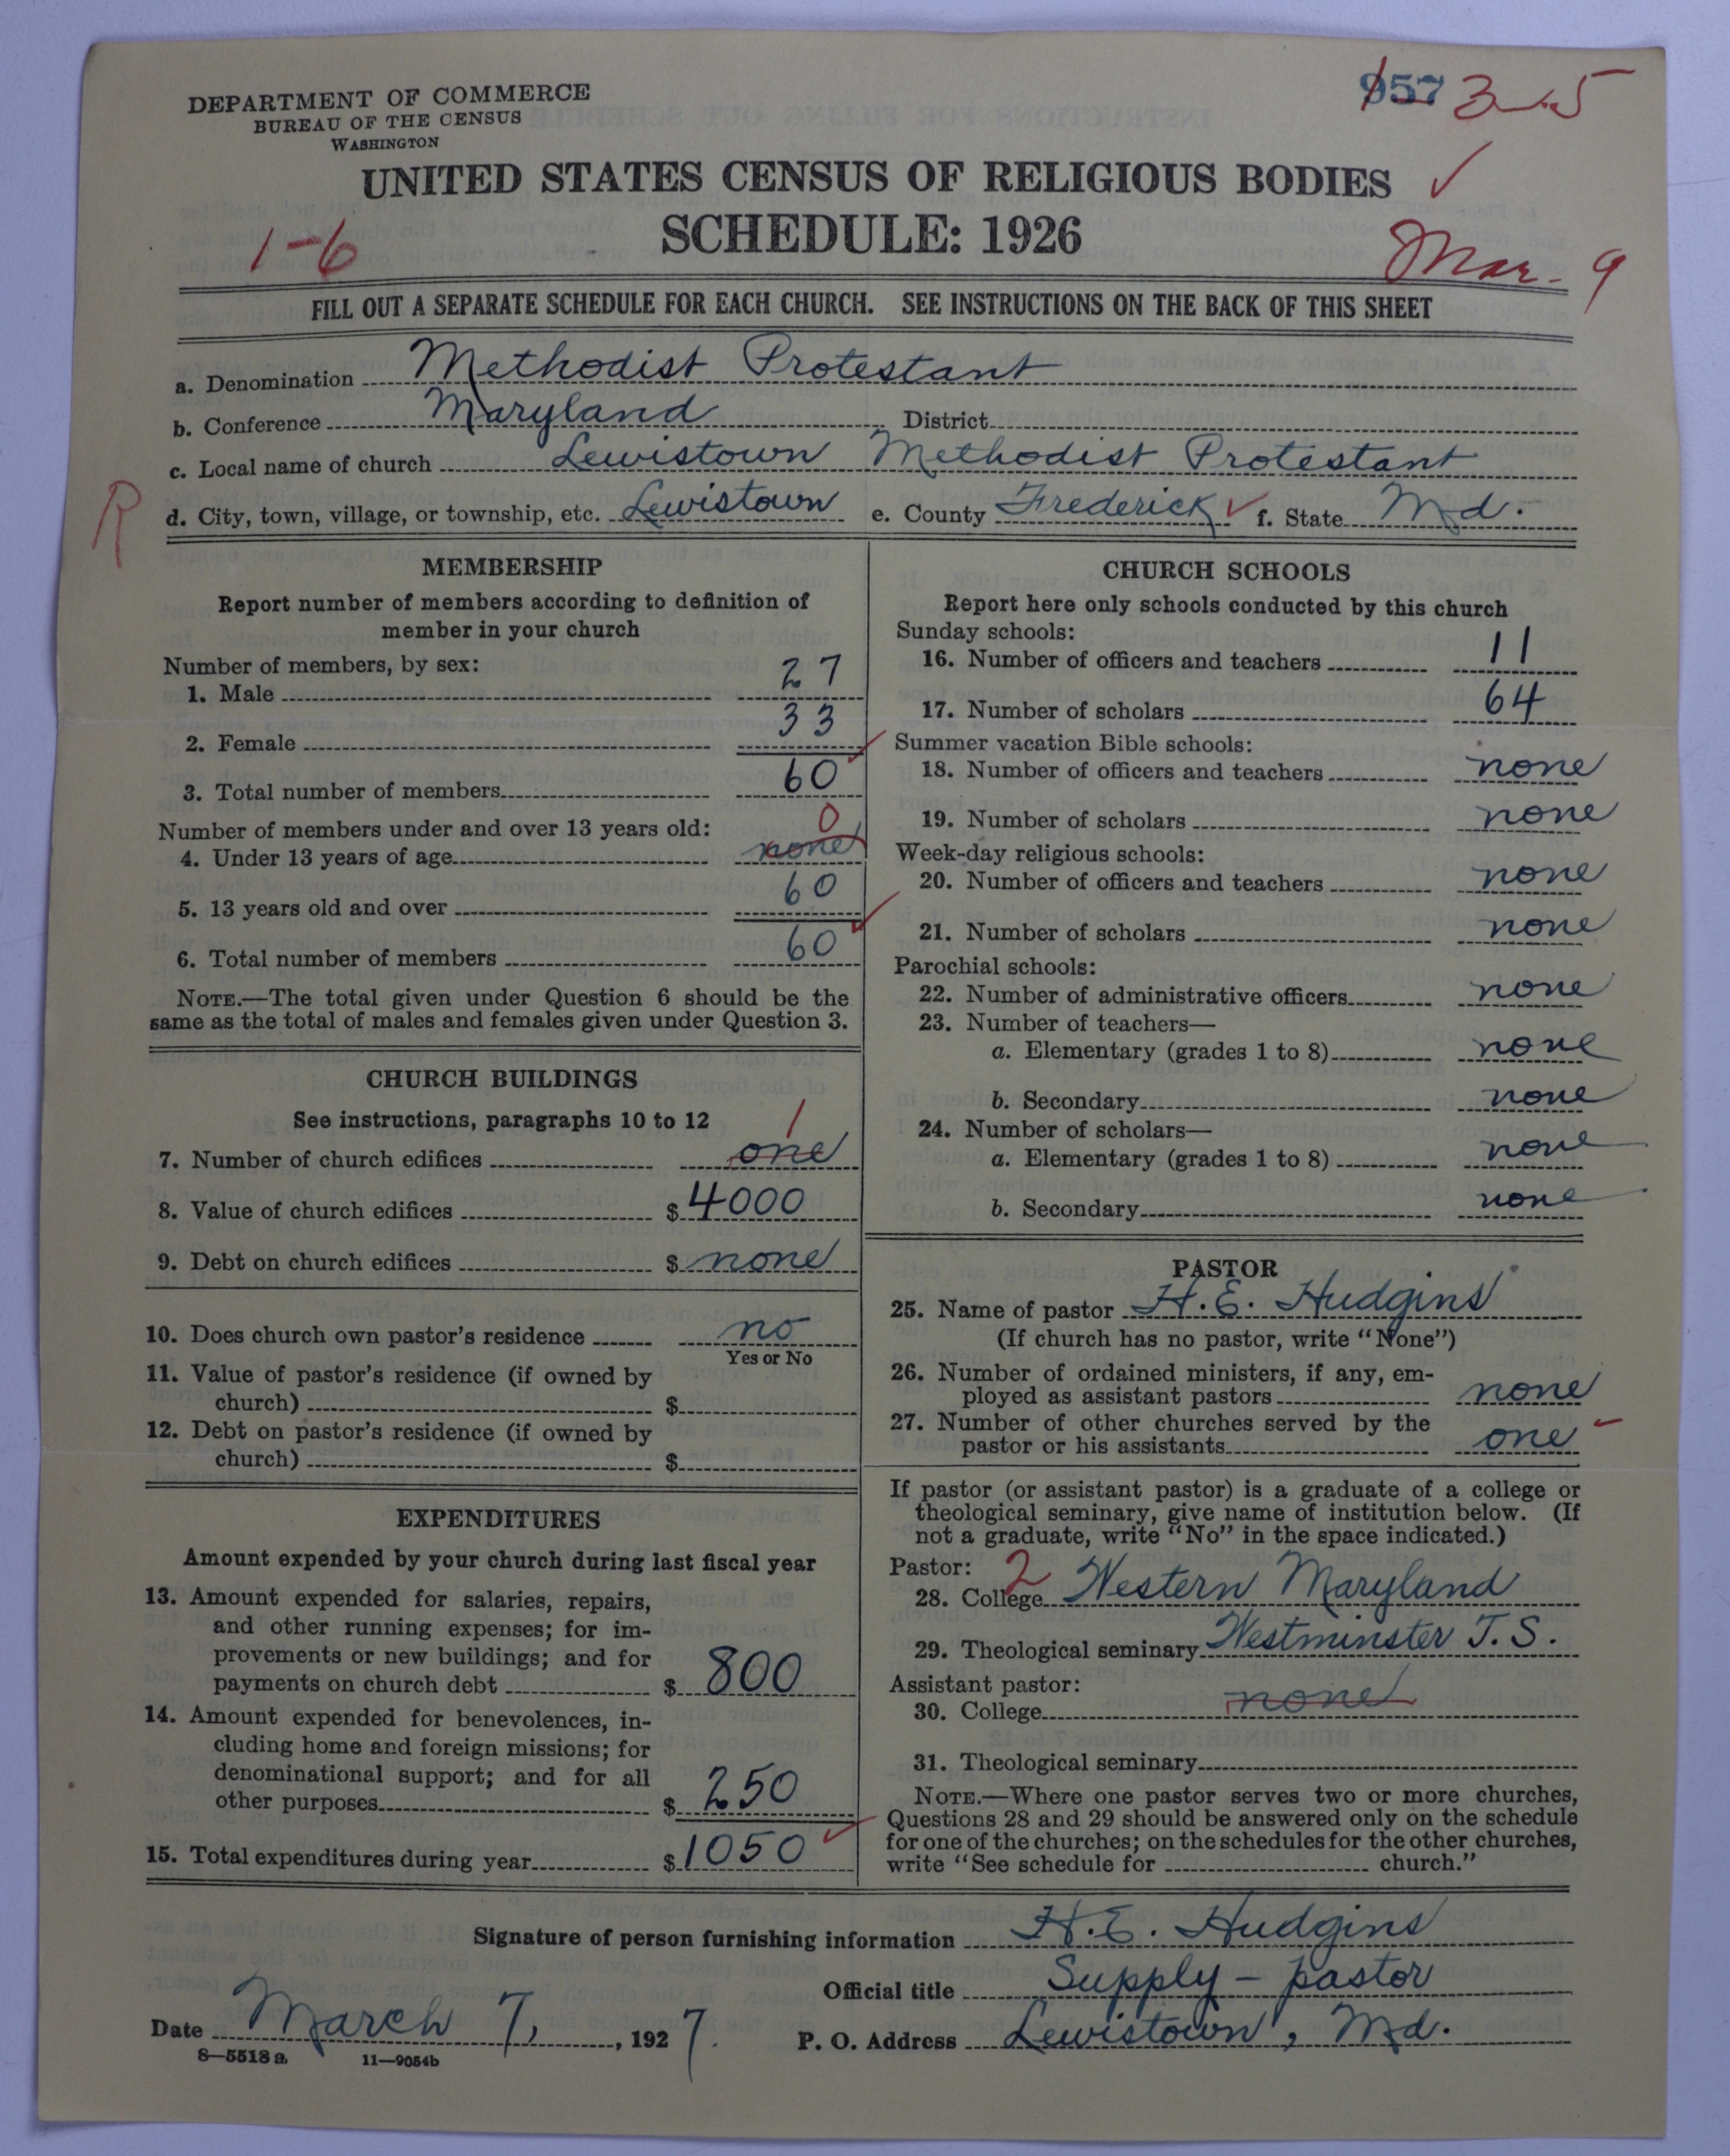 DEPARTMENT OF COMMERCE
BUREAU OF THE CENSUS
WASHINGTON
957 3 5
UNITED STATES CENSUS OF RELIGIOUS BODIES
SCHEDULE: 1926
1-6
Mar. 9
FILL OUT A SEPARATE SCHEDULE FOR EACH CHURCH. SEE INSTRUCTIONS ON THE BACK OF THIS SHEET
a. Denomination Methodist Protestant
b. Conference Maryland District
c. Local name of church Lewistown Methodist Protestant
R
d. City, town, village, or township, etc. Lewistown e. County Frederick f. State Md.
MEMBERSHIP
Report number of members according to definition of
member in your church
Number of members, by sex:
1. Male 27
2. Female 33
3. Total number of members 60
Number of members under and over 13 years old:
0
4. Under 13 years of age none
5. 13 years old and over 60
6. Total number of members 60
NOTE.—The total given under Question 6 should be the
same as the total of males and females given under Question 3.
CHURCH BUILDINGS
See instructions, paragraphs 10 to 12
1
7. Number of church edifices one
8. Value of church edifices $ 4000
9. Debt on church edifices $ none
10. Does church own pastor's residence no
Yes or No
11. Value of pastor's residence (if owned by
church) $
12. Debt on pastor's residence (if owned by
church) $
EXPENDITURES
Amount expended by your church during last fiscal year
13. Amount expended for salaries, repairs,
and other running expenses; for im-
provements or new buildings; and for
payments on church debt $ 800
14. Amount expended for benevolences, in-
cluding home and foreign missions; for
denominational support; and for all
other purposes $ 250
15. Total expenditures during year $ 1050
CHURCH SCHOOLS
Report here only schools conducted by this church
Sunday schools:
16. Number of officers and teachers 11
17. Number of scholars 64
Summer vacation Bible schools:
18. Number of officers and teachers none
19. Number of scholars none
Week-day religious schools:
20. Number of officers and teachers none
21. Number of scholars none
Parochial schools:
22. Number of administrative officers none
23. Number of teachers—
a. Elementary (grades 1 to 8) none
b. Secondary none
24. Number of scholars—
a. Elementary (grades 1 to 8) none
b. Secondary none
PASTOR
25. Name of pastor H. E. Hudgins
(If church has no pastor, write "None")
26. Number of ordained ministers, if any, em-
ployed as assistant pastors none
27. Number of other churches served by the
pastor or his assistants one
If pastor (or assistant pastor) is a graduate of a college or
theological seminary, give name of institution below. (If
not a graduate, write "No" in the space indicated.)
Pastor: 2
28. College Western Maryland
29. Theological seminary Westminster T. S.
Assistant pastor:
30. College none
31. Theological seminary
NOTE.—Where one pastor serves two or more churches,
Questions 28 and 29 should be answered only on the schedule
for one of the churches; on the schedules for the other churches,
write "See schedule for church."
Signature of person furnishing information H. E. Hudgins
Official title Supply - pastor
Date March 7, , 1927. P. O. Address Lewistown, Md.
8—5518 a 11—9054b